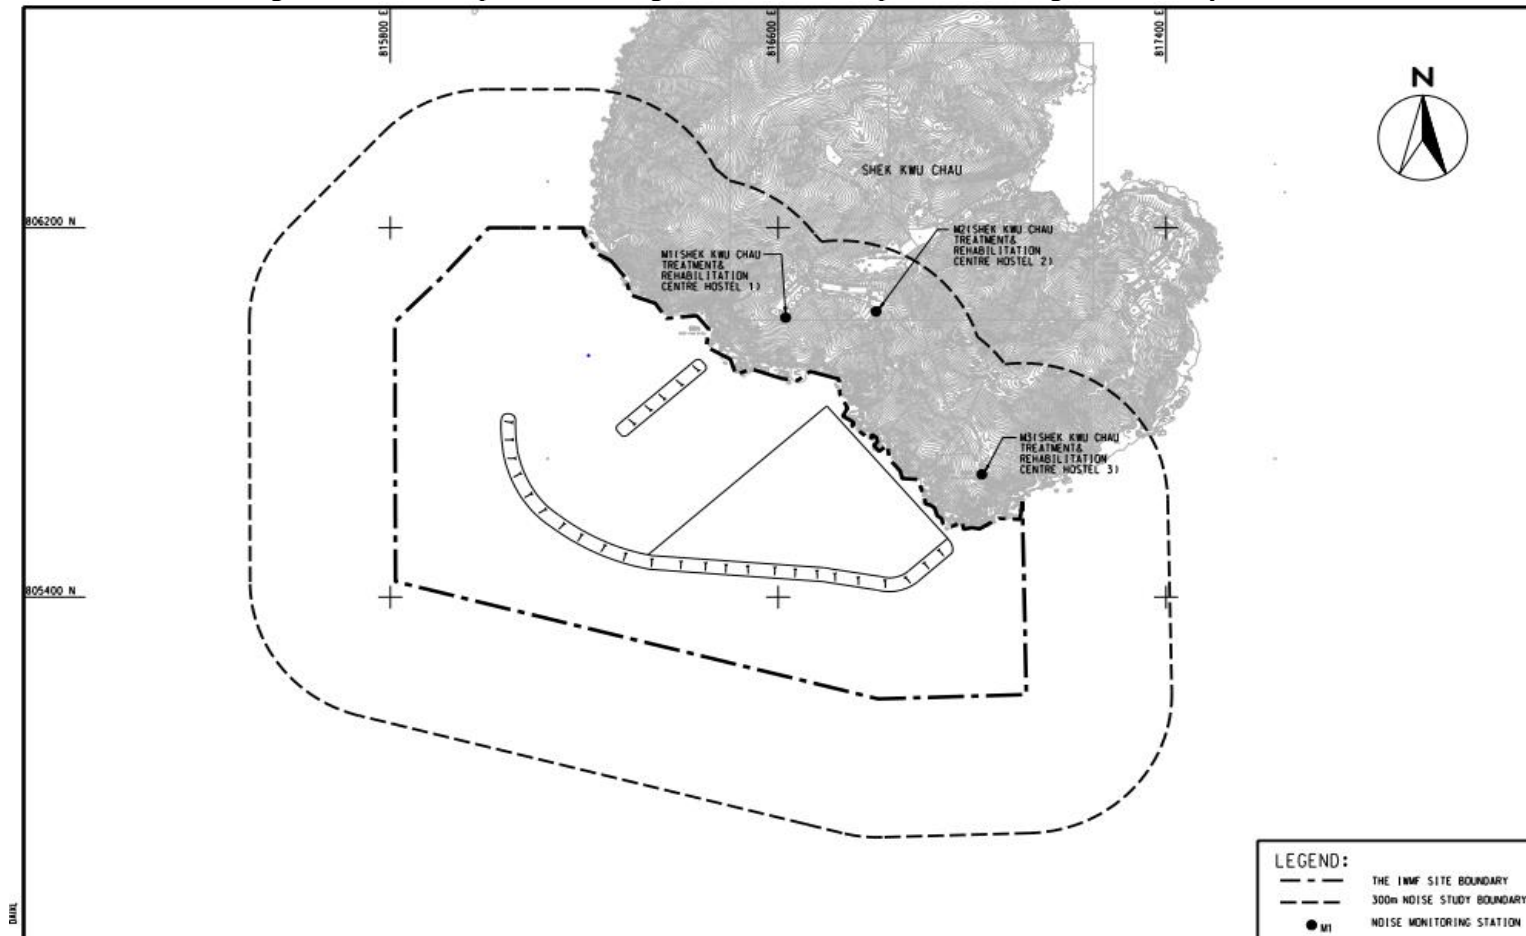 815800 E
816600 E
817400 E
N
SHEK KWU CHAU
806200 N
M1(SHEK KWU CHAU
TREATMENT&
REHABILITATION
CENTRE HOSTEL 1)
M2(SHEK KWU CHAU
TREATMENT&
REHABILITATION
CENTRE HOSTEL 2)
M3(SHEK KWU CHAU
TREATMENT&
REHABILITATION
CENTRE HOSTEL 3)
805400 N
LEGEND:
THE IWMF SITE BOUNDARY
300m NOISE STUDY BOUNDARY
M1 NOISE MONITORING STATION